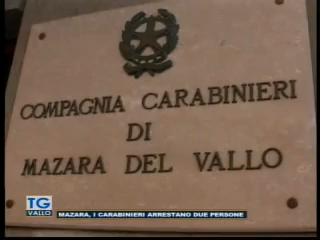 COMPAGNIA CARABINIERI
DI
MAZARA DEL VALLO
TG
VALLO
MAZARA, I CARABINIERI ARRESTANO DUE PERSONE